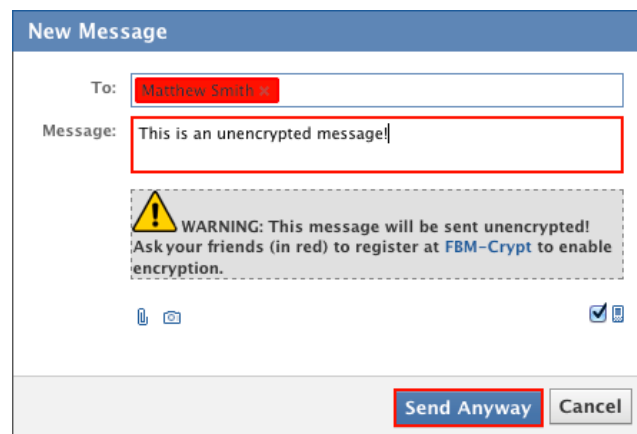 New Message
To: Matthew Smith ×
Message: This is an unencrypted message!
WARNING: This message will be sent unencrypted!
Ask your friends (in red) to register at FBM-Crypt to enable
encryption.
Send Anyway Cancel